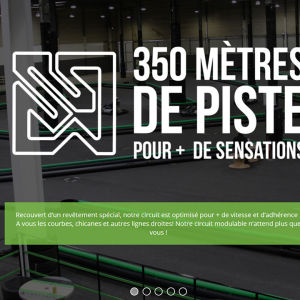 350 MÈTRES
DE PISTE
POUR + DE SENSATIONS
Recouvert d'un revêtement spécial, notre circuit est optimisé pour + de vitesse et d'adhérence
A vous les courbes, chicanes et autres lignes droites! Notre circuit modulable n'attend plus que
vous !